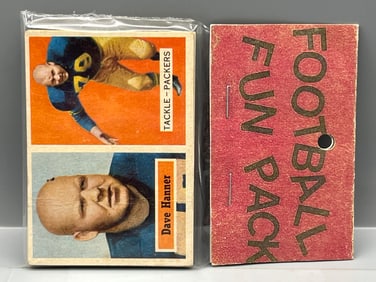 TACKLE-PACKERS
Dave Hanner
FOOTBALL
FUN PACK